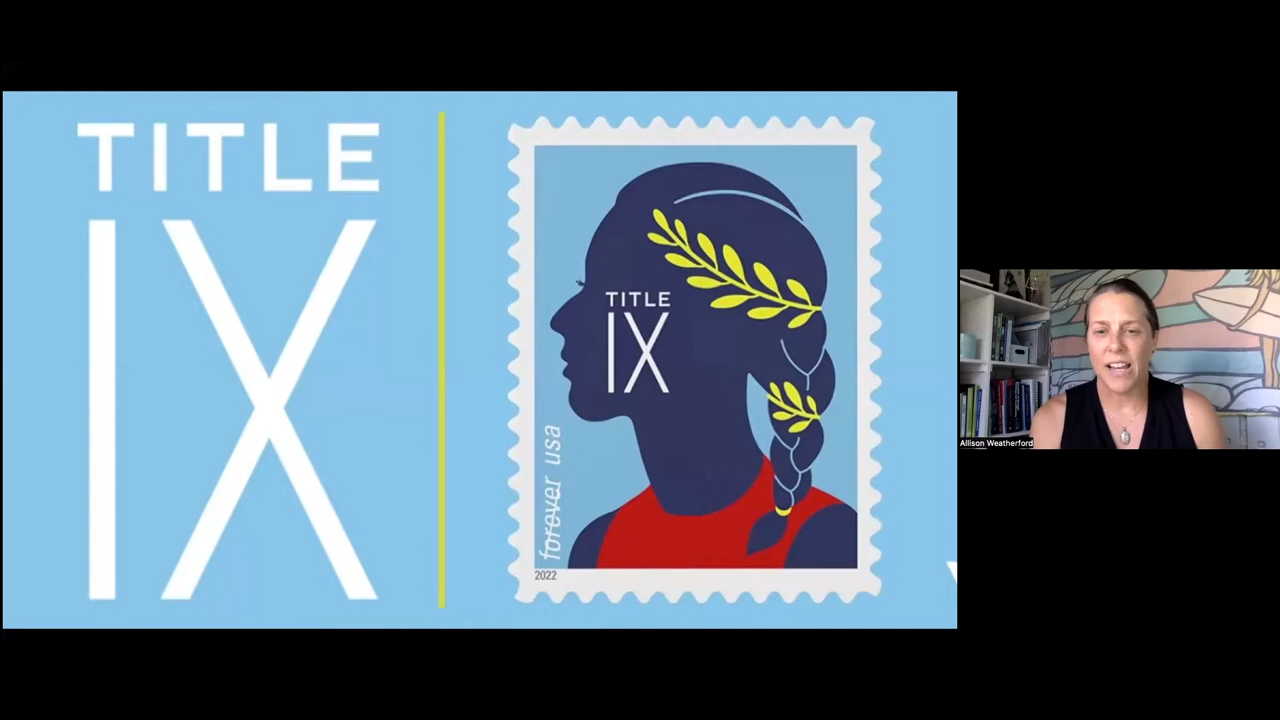 TITLE
IX
TITLE
IX
forever usa
2022
Allison Weatherford